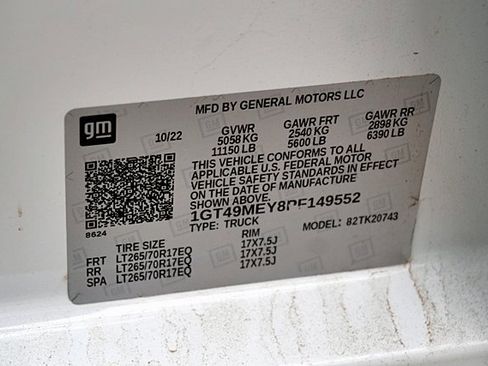 MFD BY GENERAL MOTORS LLC
gm
10/22
GVWR GAWR FRT GAWR RR
5058 KG 2540 KG 2898 KG
11150 LB 5600 LB 6390 LB
THIS VEHICLE CONFORMS TO ALL
APPLICABLE U.S. FEDERAL MOTOR
VEHICLE SAFETY STANDARDS IN EFFECT
ON THE DATE OF MANUFACTURE
SHOWN ABOVE.
1GT49MEY8PF149552
TYPE: TRUCK MODEL: 82TK20743
8624
TIRE SIZE RIM
FRT LT265/70R17EQ 17X7.5J
RR LT265/70R17EQ 17X7.5J
SPA LT265/70R17EQ 17X7.5J